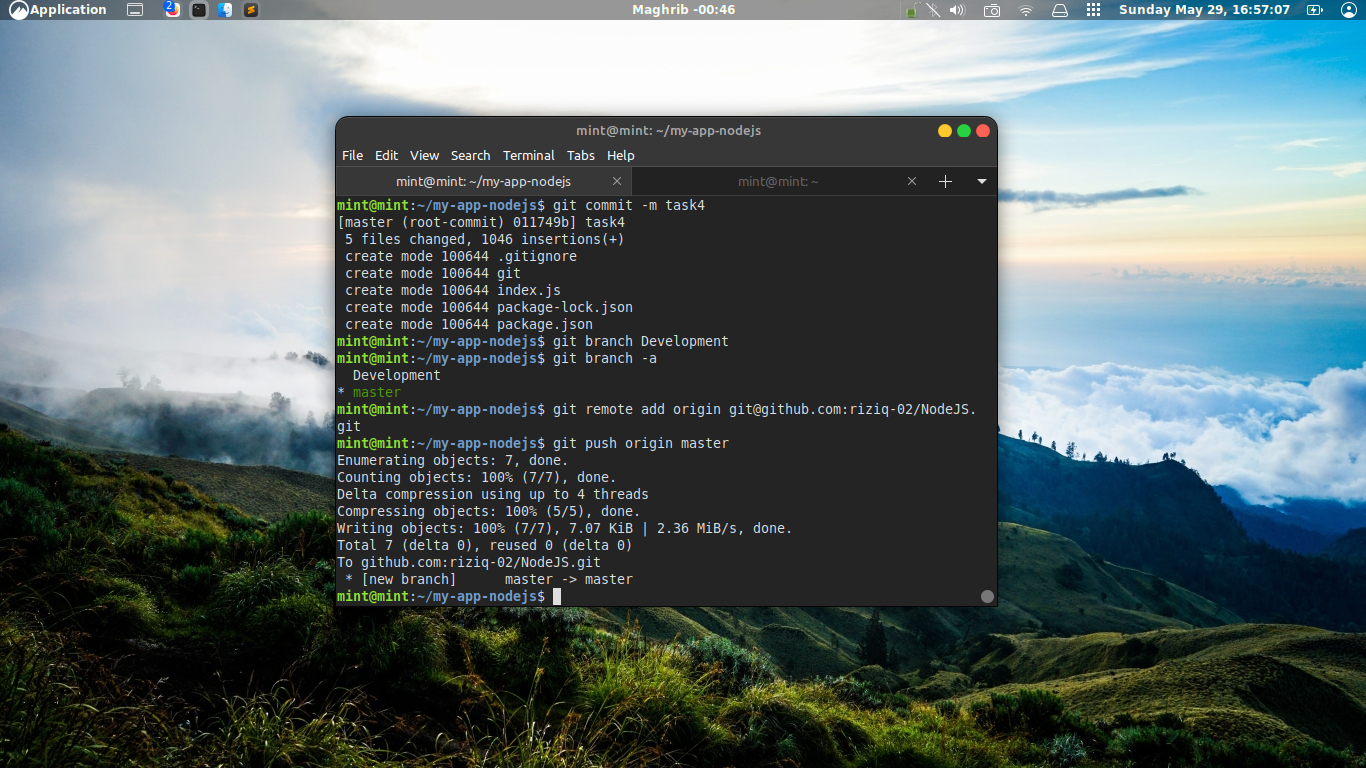 Application
2
Maghrib -00:46
Sunday May 29, 16:57:07
mint@mint: ~/my-app-nodejs
File Edit View Search Terminal Tabs Help
mint@mint: ~/my-app-nodejs
mint@mint: ~
mint@mint:~/my-app-nodejs$ git commit -m task4
[master (root-commit) 011749b] task4
 5 files changed, 1046 insertions(+)
 create mode 100644 .gitignore
 create mode 100644 git
 create mode 100644 index.js
 create mode 100644 package-lock.json
 create mode 100644 package.json
mint@mint:~/my-app-nodejs$ git branch Development
mint@mint:~/my-app-nodejs$ git branch -a
  Development
* master
mint@mint:~/my-app-nodejs$ git remote add origin git@github.com:riziq-02/NodeJS.
git
mint@mint:~/my-app-nodejs$ git push origin master
Enumerating objects: 7, done.
Counting objects: 100% (7/7), done.
Delta compression using up to 4 threads
Compressing objects: 100% (5/5), done.
Writing objects: 100% (7/7), 7.07 KiB | 2.36 MiB/s, done.
Total 7 (delta 0), reused 0 (delta 0)
To github.com:riziq-02/NodeJS.git
 * [new branch]      master -> master
mint@mint:~/my-app-nodejs$